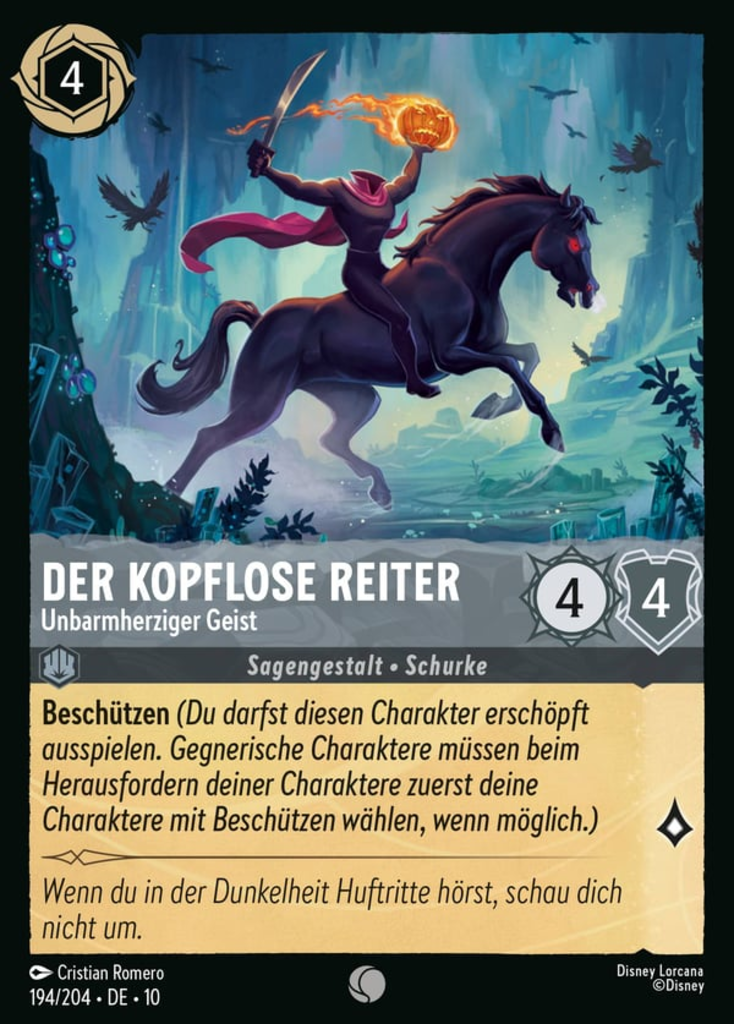 4
DER KOPFLOSE REITER
Unbarmherziger Geist
4
4
Sagengestalt • Schurke
Beschützen (Du darfst diesen Charakter erschöpft
ausspielen. Gegnerische Charaktere müssen beim
Herausfordern deiner Charaktere zuerst deine
Charaktere mit Beschützen wählen, wenn möglich.)
Wenn du in der Dunkelheit Huftritte hörst, schau dich
nicht um.
Cristian Romero
194/204 • DE • 10
Disney Lorcana
©Disney